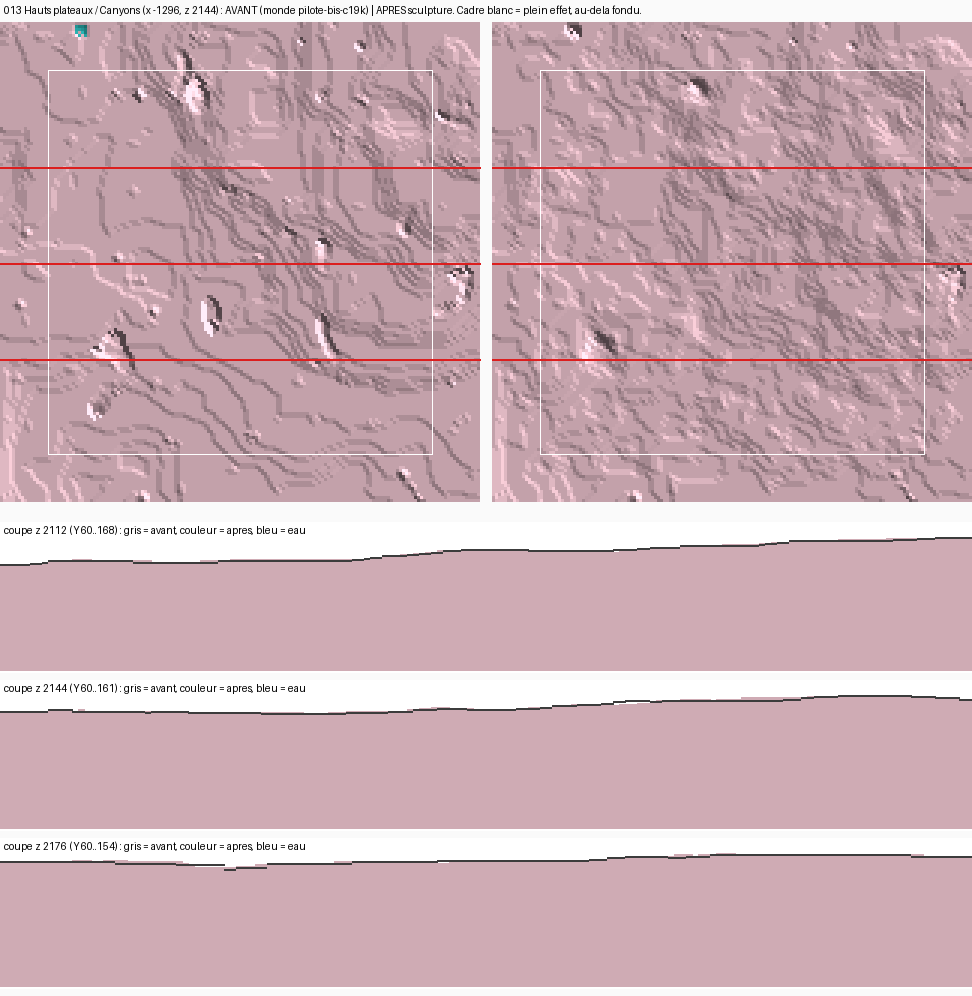 013 Hauts plateaux / Canyons (x -1296, z 2144) : AVANT (monde pilote-bis-c19k) | APRES sculpture. Cadre blanc = plein effet, au-dela fondu.
coupe z 2112 (Y60..168) : gris = avant, couleur = apres, bleu = eau
coupe z 2144 (Y60..161) : gris = avant, couleur = apres, bleu = eau
coupe z 2176 (Y60..154) : gris = avant, couleur = apres, bleu = eau